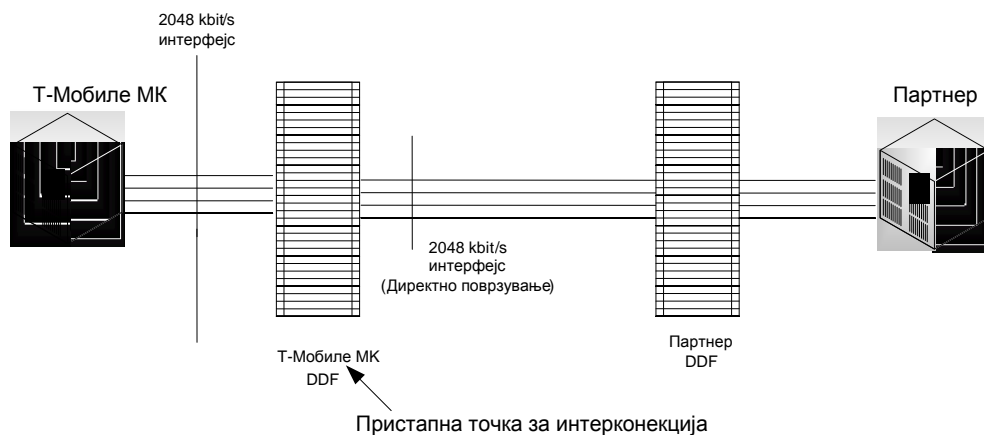 2048 kbit/s
интерфејс
Т-Мобиле МК
Партнер
2048 kbit/s
интерфејс
(Директно поврзување)
Т-Мобиле МК
DDF
Партнер
DDF
Пристапна точка за интерконекција